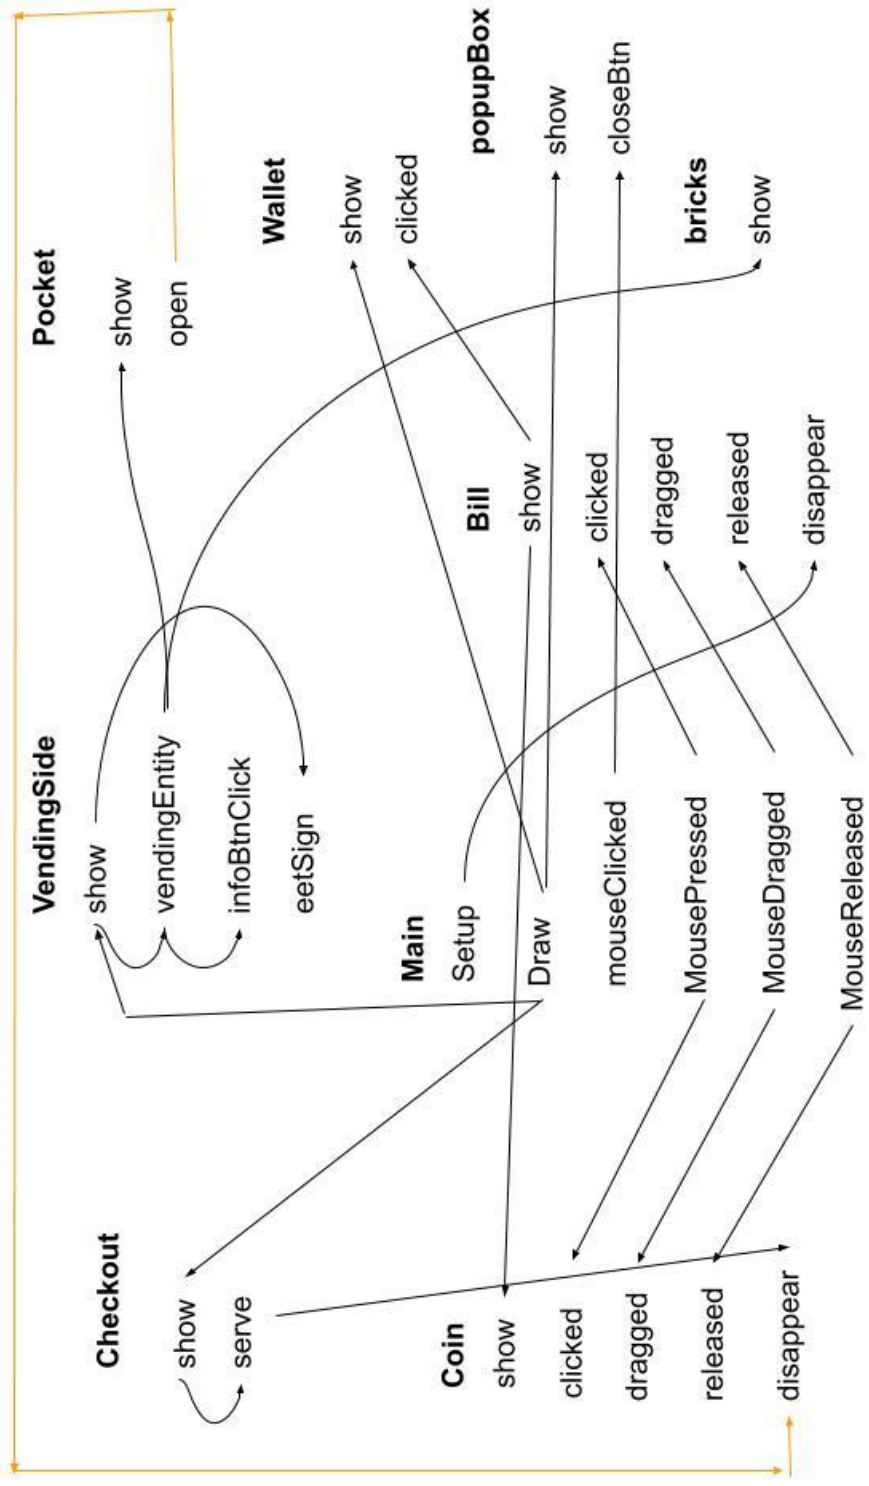 Checkout
show
serve
VendingSide
show
vendingEntity
infoBtnClick
eetSign
Pocket
show
open
Wallet
show
clicked
Coin
show
clicked
dragged
released
disappear
Main
Setup
Draw
mouseClicked
MousePressed
MouseDragged
MouseReleased
Bill
show
clicked
dragged
released
disappear
popupBox
show
closeBtn
bricks
show